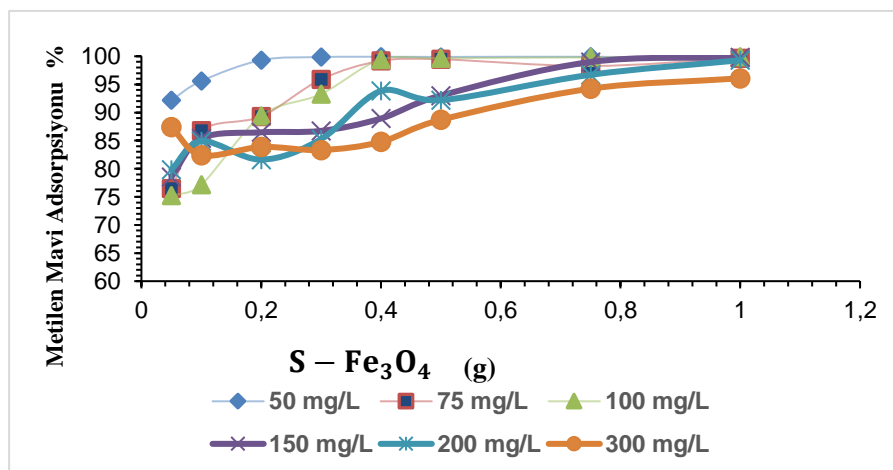 Metilen Mavi Adsorpsiyonu %
100
95
90
85
80
75
70
65
60
0
0,2
0,4
0,6
0,8
1
1,2
S – Fe₃O₄ (g)
50 mg/L
75 mg/L
100 mg/L
150 mg/L
200 mg/L
300 mg/L